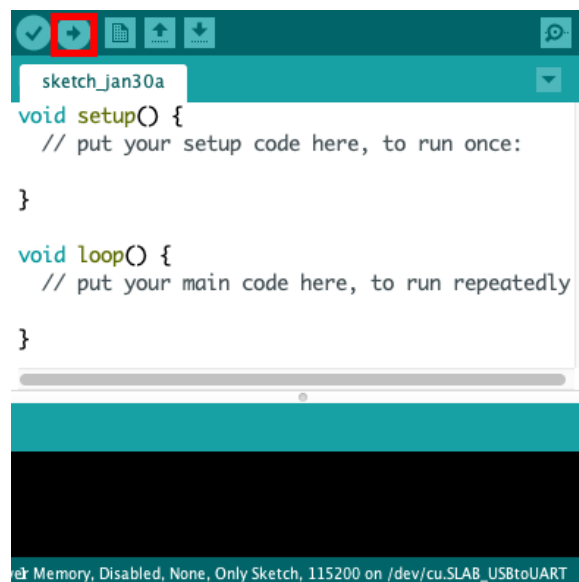 sketch_jan30a
void setup() {
// put your setup code here, to run once:
}
void loop() {
// put your main code here, to run repeatedly
}
Memory, Disabled, None, Only Sketch, 115200 on /dev/cu.SLAB_USBtoUART